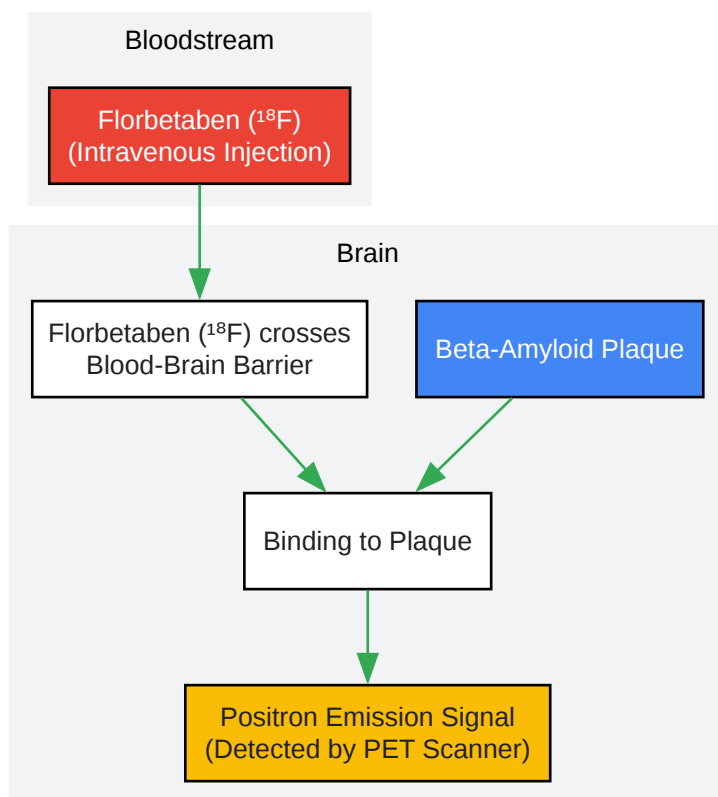 Bloodstream
Florbetaben (¹⁸F)
(Intravenous Injection)
Brain
Florbetaben (¹⁸F) crosses
Blood-Brain Barrier
Beta-Amyloid Plaque
Binding to Plaque
Positron Emission Signal
(Detected by PET Scanner)